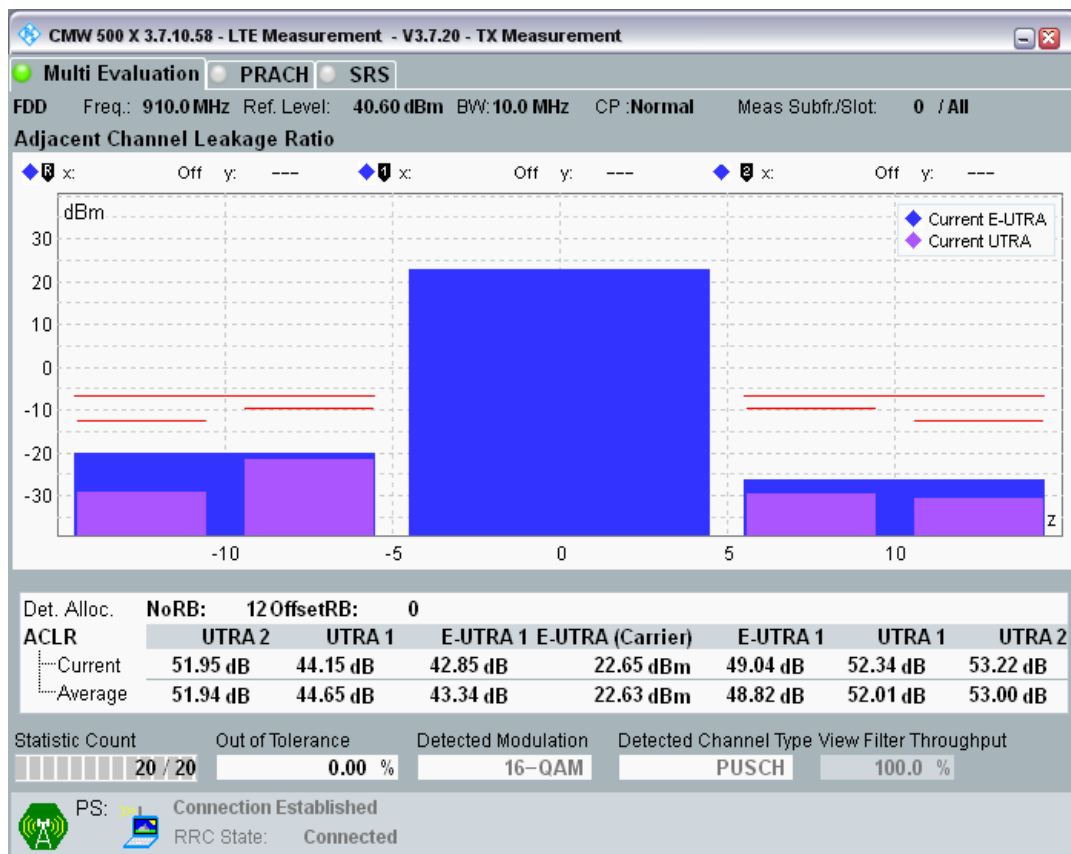 CMW 500 X 3.7.10.58 - LTE Measurement - V3.7.20 - TX Measurement
Multi Evaluation PRACH SRS
FDD Freq.: 910.0 MHz Ref. Level: 40.60 dBm BW: 10.0 MHz CP :Normal Meas Subfr./Slot: 0 / All
Adjacent Channel Leakage Ratio
R x: Off y: --- 1 x: Off y: --- 2 x: Off y: ---
dBm
Current E-UTRA
Current UTRA
30
20
10
0
-10
-20
-30
z
-10 -5 0 5 10
Det. Alloc. NoRB: 12 OffsetRB: 0
ACLR UTRA 2 UTRA 1 E-UTRA 1 E-UTRA (Carrier) E-UTRA 1 UTRA 1 UTRA 2
Current 51.95 dB 44.15 dB 42.85 dB 22.65 dBm 49.04 dB 52.34 dB 53.22 dB
Average 51.94 dB 44.65 dB 43.34 dB 22.63 dBm 48.82 dB 52.01 dB 53.00 dB
Statistic Count Out of Tolerance Detected Modulation Detected Channel Type View Filter Throughput
20 / 20 0.00 % 16-QAM PUSCH 100.0 %
PS: Connection Established
RRC State: Connected